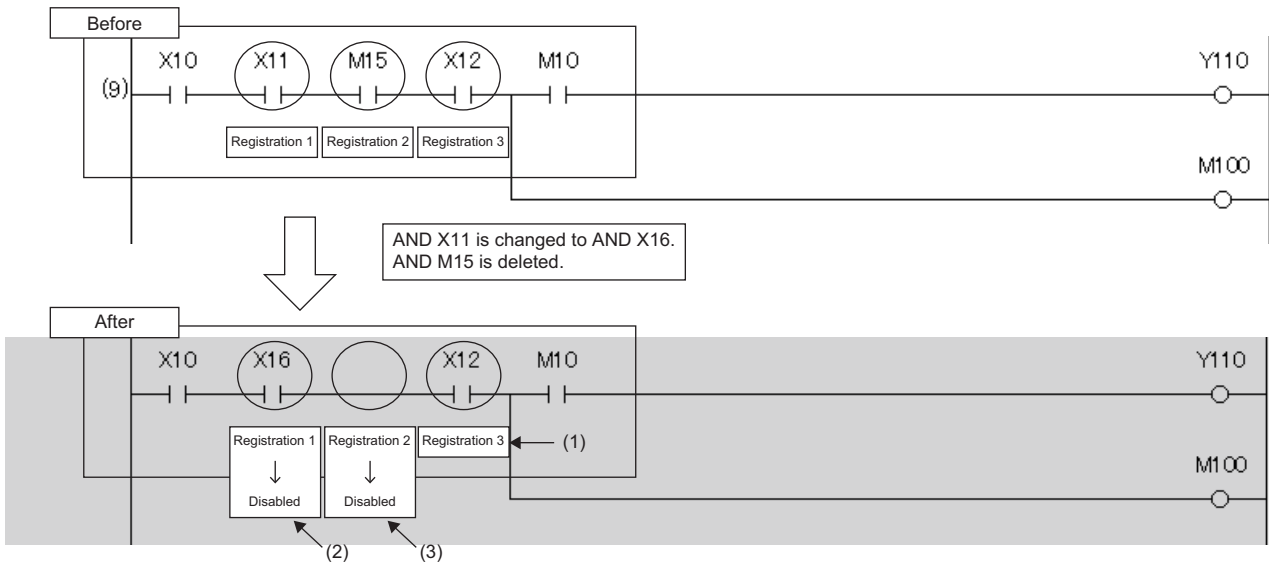 Before
X10 X11 M15 X12 M10 Y110
(9)
Registration 1 Registration 2 Registration 3
M100
AND X11 is changed to AND X16.
AND M15 is deleted.
After
X10 X16 X12 M10 Y110
Registration 1 Registration 2 Registration 3 (1)
↓ ↓
M100
Disabled Disabled
(2) (3)